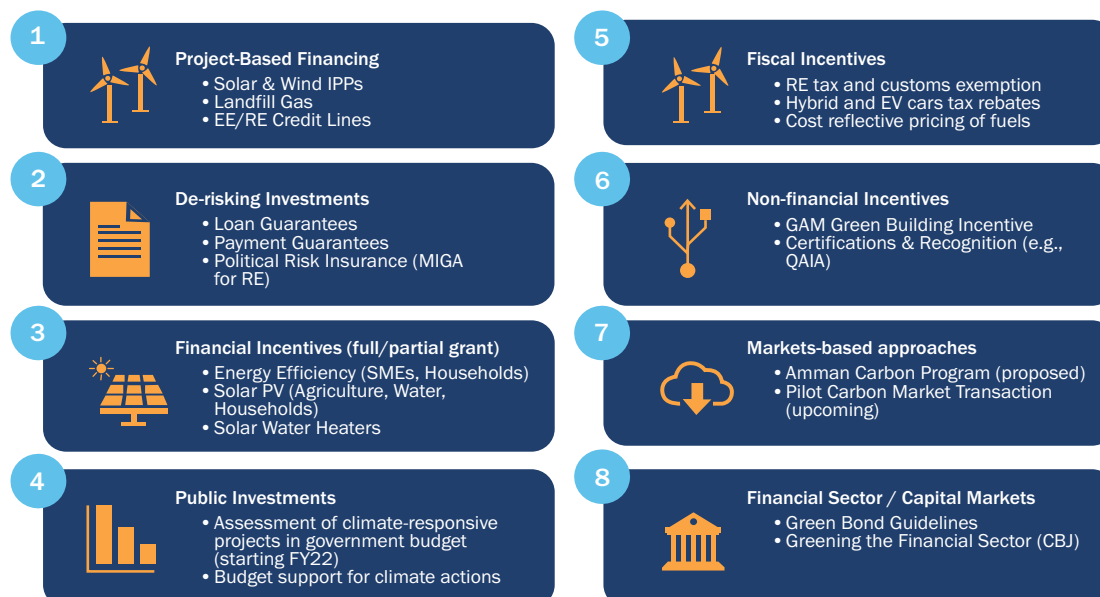 1
Project-Based Financing
• Solar & Wind IPPs
• Landfill Gas
• EE/RE Credit Lines
2
De-risking Investments
• Loan Guarantees
• Payment Guarantees
• Political Risk Insurance (MIGA
for RE)
3
Financial Incentives (full/partial grant)
• Energy Efficiency (SMEs, Households)
• Solar PV (Agriculture, Water,
Households)
• Solar Water Heaters
4
Public Investments
• Assessment of climate-responsive
projects in government budget
(starting FY22)
• Budget support for climate actions
5
Fiscal Incentives
• RE tax and customs exemption
• Hybrid and EV cars tax rebates
• Cost reflective pricing of fuels
6
Non-financial Incentives
• GAM Green Building Incentive
• Certifications & Recognition (e.g.,
QAIA)
7
Markets-based approaches
• Amman Carbon Program (proposed)
• Pilot Carbon Market Transaction
(upcoming)
8
Financial Sector / Capital Markets
• Green Bond Guidelines
• Greening the Financial Sector (CBJ)